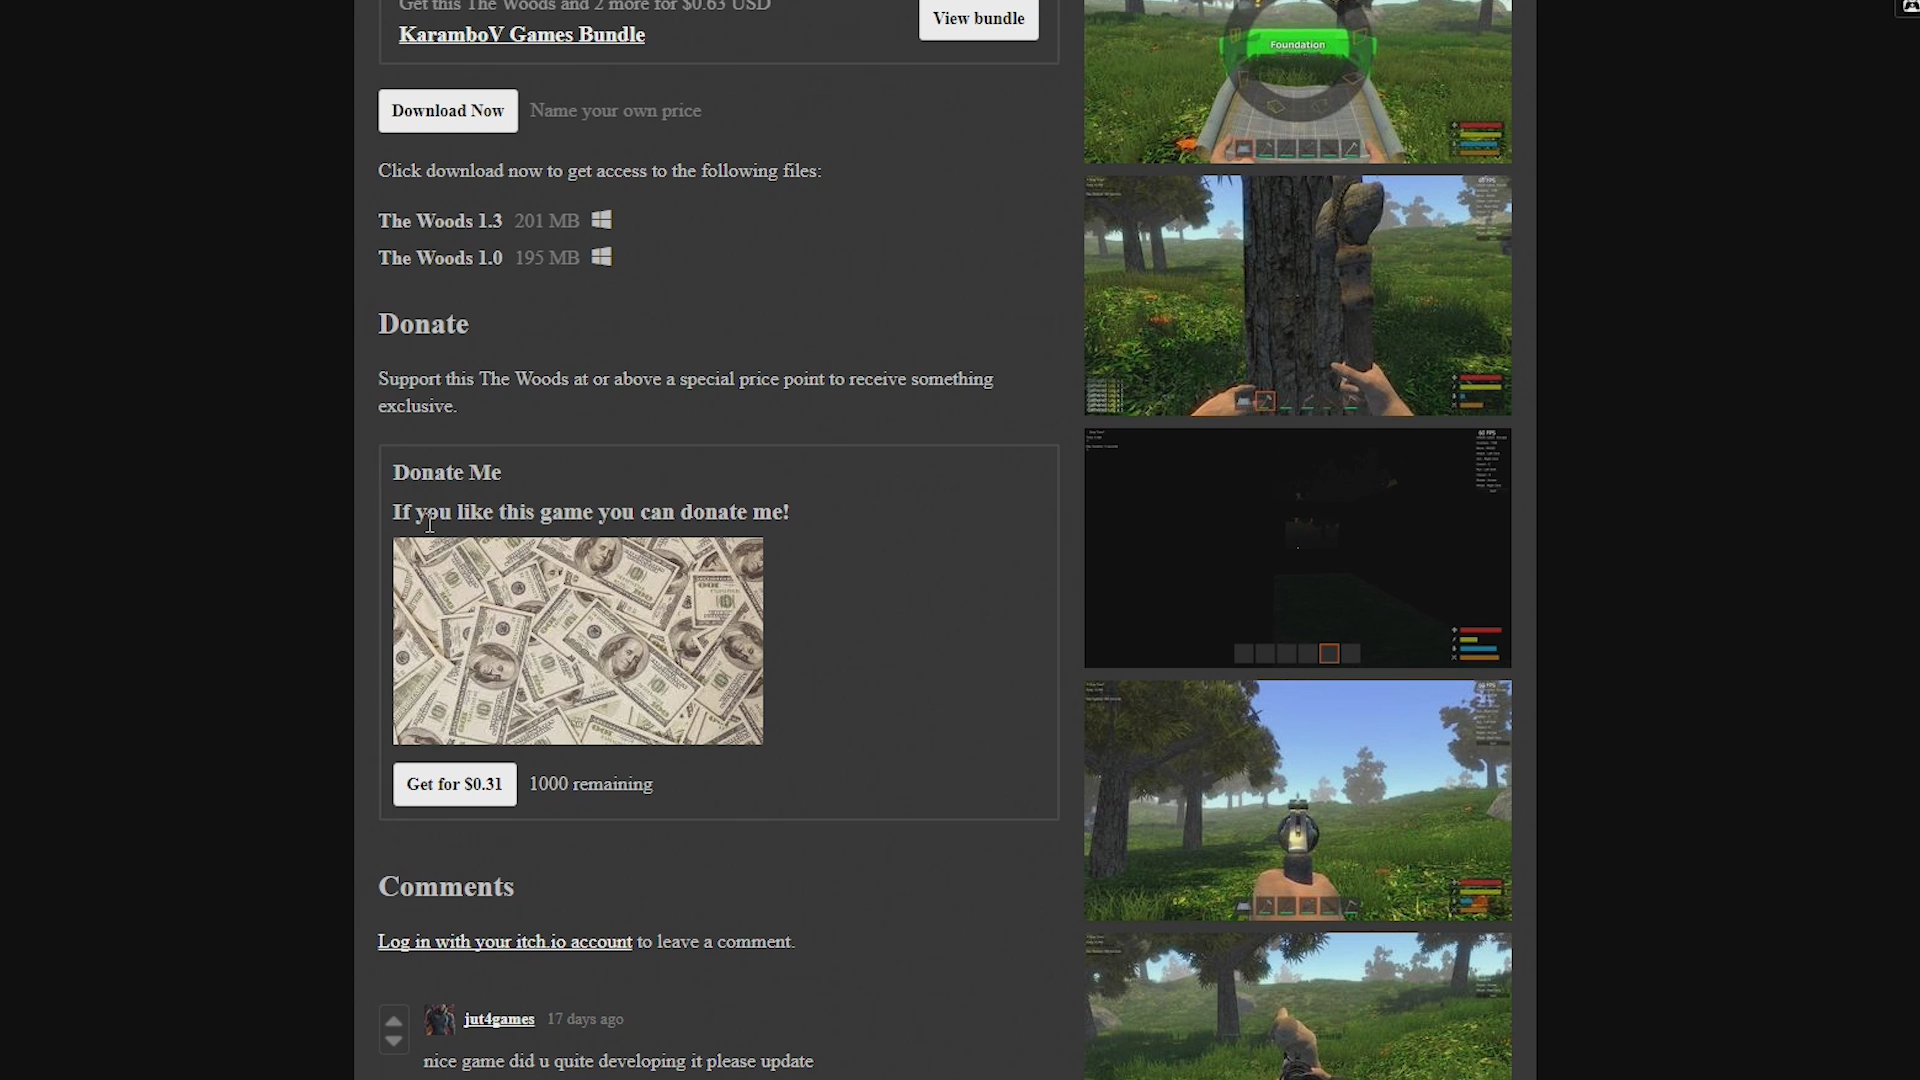 Get this The Woods and 2 more for $0.63 USD
KaramboV Games Bundle
View bundle
Download Now
Name your own price
Click download now to get access to the following files:
The Woods 1.3 201 MB
The Woods 1.0 195 MB
Donate
Support this The Woods at or above a special price point to receive something
exclusive.
Donate Me
If you like this game you can donate me!
Get for $0.31
1000 remaining
Comments
Log in with your itch.io account to leave a comment.
jut4games 17 days ago
nice game did u quite developing it please update
Foundation
60 FPS